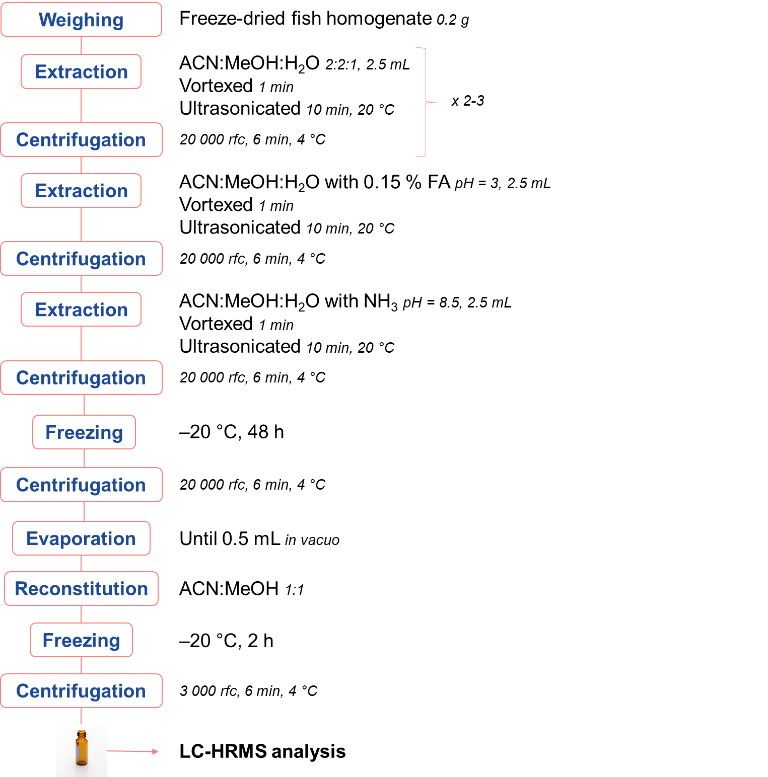 Weighing Freeze-dried fish homogenate 0.2 g
Extraction ACN:MeOH:H₂O 2:2:1, 2.5 mL
Vortexed 1 min
Ultrasonicated 10 min, 20 °C
x 2-3
Centrifugation 20 000 rfc, 6 min, 4 °C
Extraction ACN:MeOH:H₂O with 0.15 % FA pH = 3, 2.5 mL
Vortexed 1 min
Ultrasonicated 10 min, 20 °C
Centrifugation 20 000 rfc, 6 min, 4 °C
Extraction ACN:MeOH:H₂O with NH₃ pH = 8.5, 2.5 mL
Vortexed 1 min
Ultrasonicated 10 min, 20 °C
Centrifugation 20 000 rfc, 6 min, 4 °C
Freezing –20 °C, 48 h
Centrifugation 20 000 rfc, 6 min, 4 °C
Evaporation Until 0.5 mL in vacuo
Reconstitution ACN:MeOH 1:1
Freezing –20 °C, 2 h
Centrifugation 3 000 rfc, 6 min, 4 °C
LC-HRMS analysis